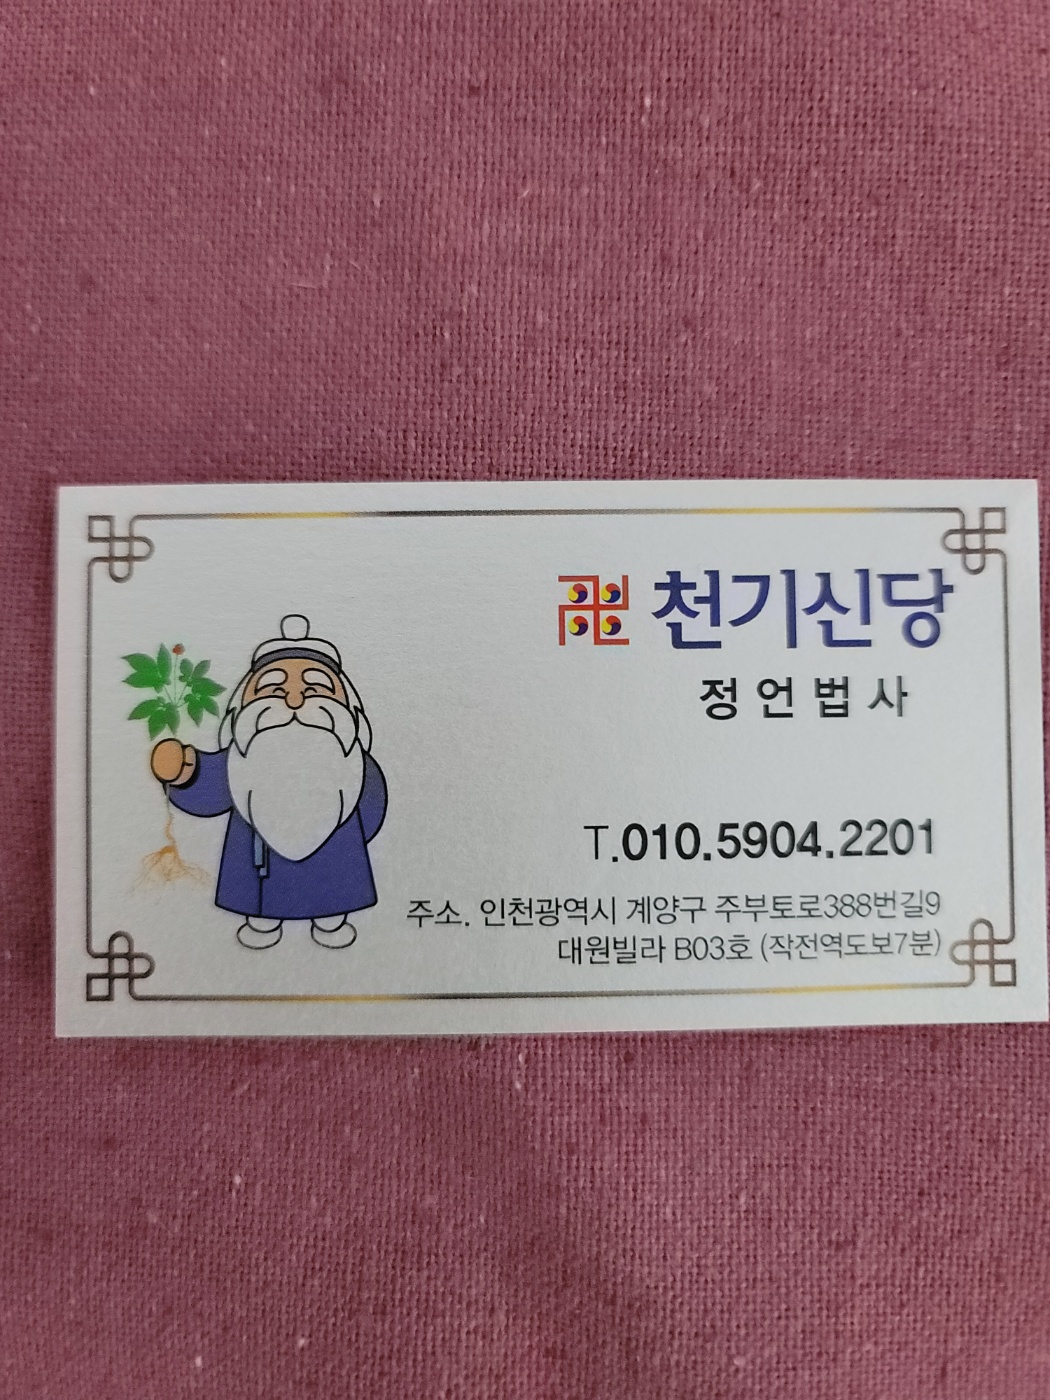 卍 천기신당
정언법사
T.010.5904.2201
주소. 인천광역시 계양구 주부토로388번길9
대원빌라 B03호 (작전역도보7분)